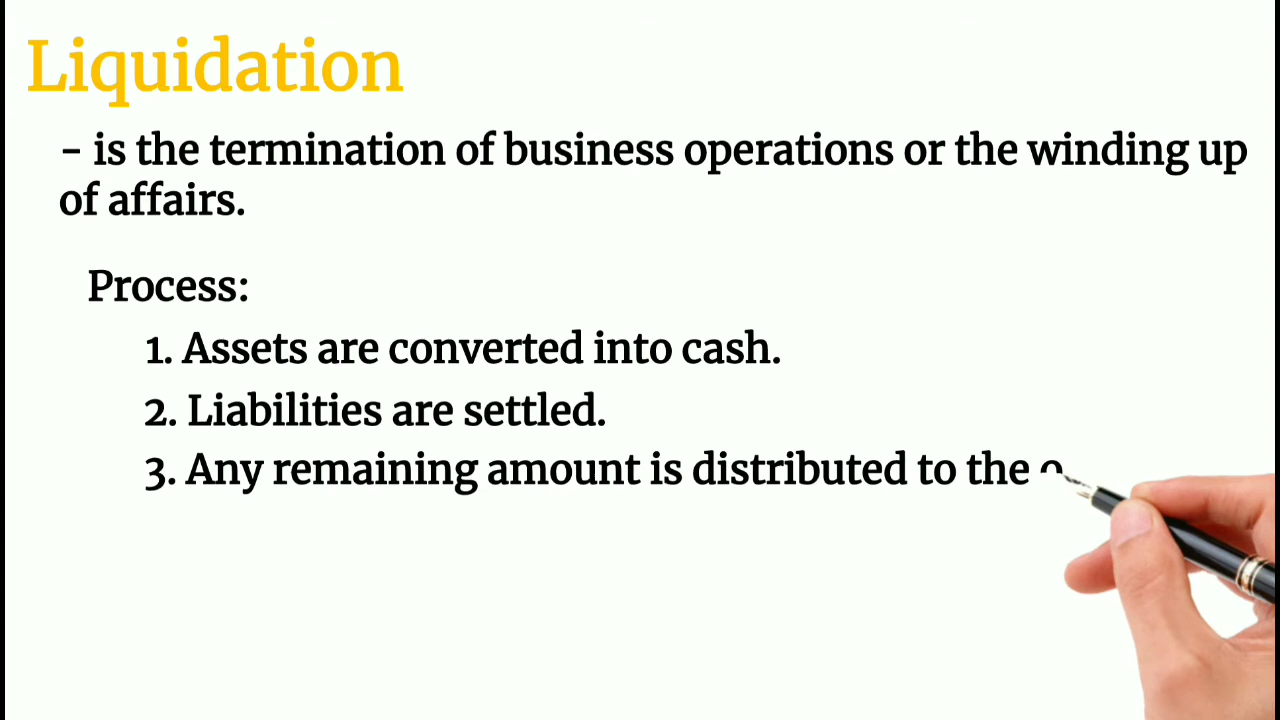 Liquidation
- is the termination of business operations or the winding up
of affairs.
Process:
1. Assets are converted into cash.
2. Liabilities are settled.
3. Any remaining amount is distributed to the